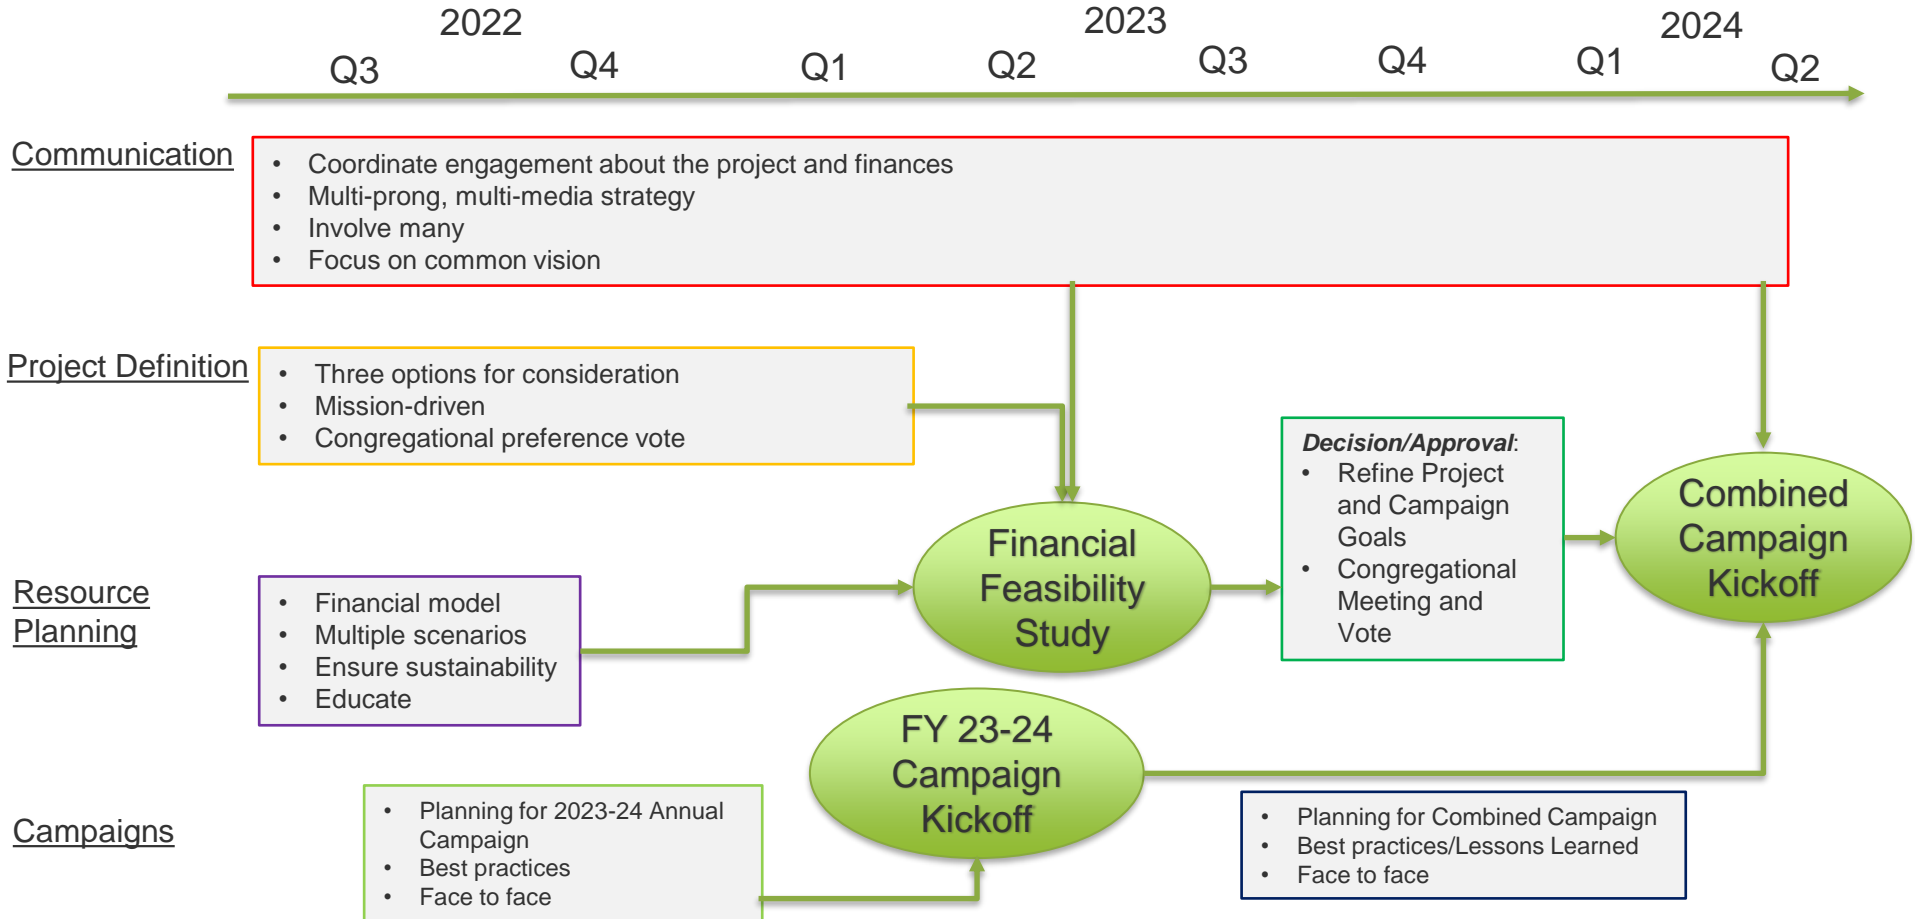 2022
2023
2024
Q3
Q4
Q1
Q2
Q3
Q4
Q1
Q2
Communication
• Coordinate engagement about the project and finances
• Multi-prong, multi-media strategy
• Involve many
• Focus on common vision
Project Definition
• Three options for consideration
• Mission-driven
• Congregational preference vote
Decision/Approval:
• Refine Project
and Campaign
Goals
• Congregational
Meeting and
Vote
Combined
Campaign
Kickoff
Financial
Feasibility
Study
Resource
Planning
• Financial model
• Multiple scenarios
• Ensure sustainability
• Educate
FY 23-24
Campaign
Kickoff
Campaigns
• Planning for 2023-24 Annual
Campaign
• Best practices
• Face to face
• Planning for Combined Campaign
• Best practices/Lessons Learned
• Face to face